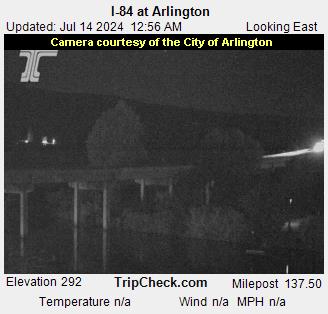 I-84 at Arlington
Updated: Jul 14 2024 12:56 AM Looking East
Camera courtesy of the City of Arlington
Elevation 292 TripCheck.com Milepost 137.50
Temperature n/a Wind n/a MPH n/a